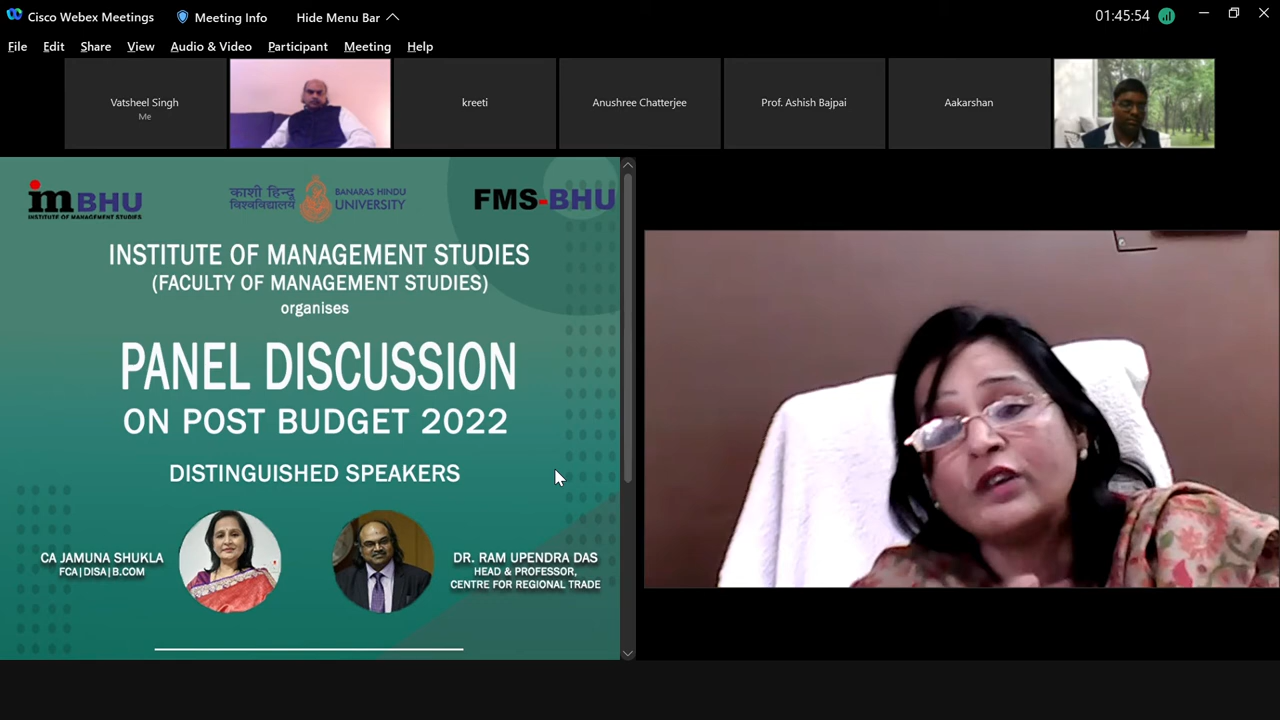 Cisco Webex Meetings
Meeting Info
Hide Menu Bar
01:45:54
File Edit Share View Audio & Video Participant Meeting Help
Vatsheel Singh
Me
kreeti
Anushree Chatterjee
Prof. Ashish Bajpai
Aakarshan
im BHU
INSTITUTE OF MANAGEMENT STUDIES
काशी हिन्दू
विश्वविद्यालय
BANARAS HINDU
UNIVERSITY
FMS-BHU
INSTITUTE OF MANAGEMENT STUDIES
(FACULTY OF MANAGEMENT STUDIES)
organises
PANEL DISCUSSION
ON POST BUDGET 2022
DISTINGUISHED SPEAKERS
CA JAMUNA SHUKLA
FCA|DISA|B.COM
DR. RAM UPENDRA DAS
HEAD & PROFESSOR,
CENTRE FOR REGIONAL TRADE